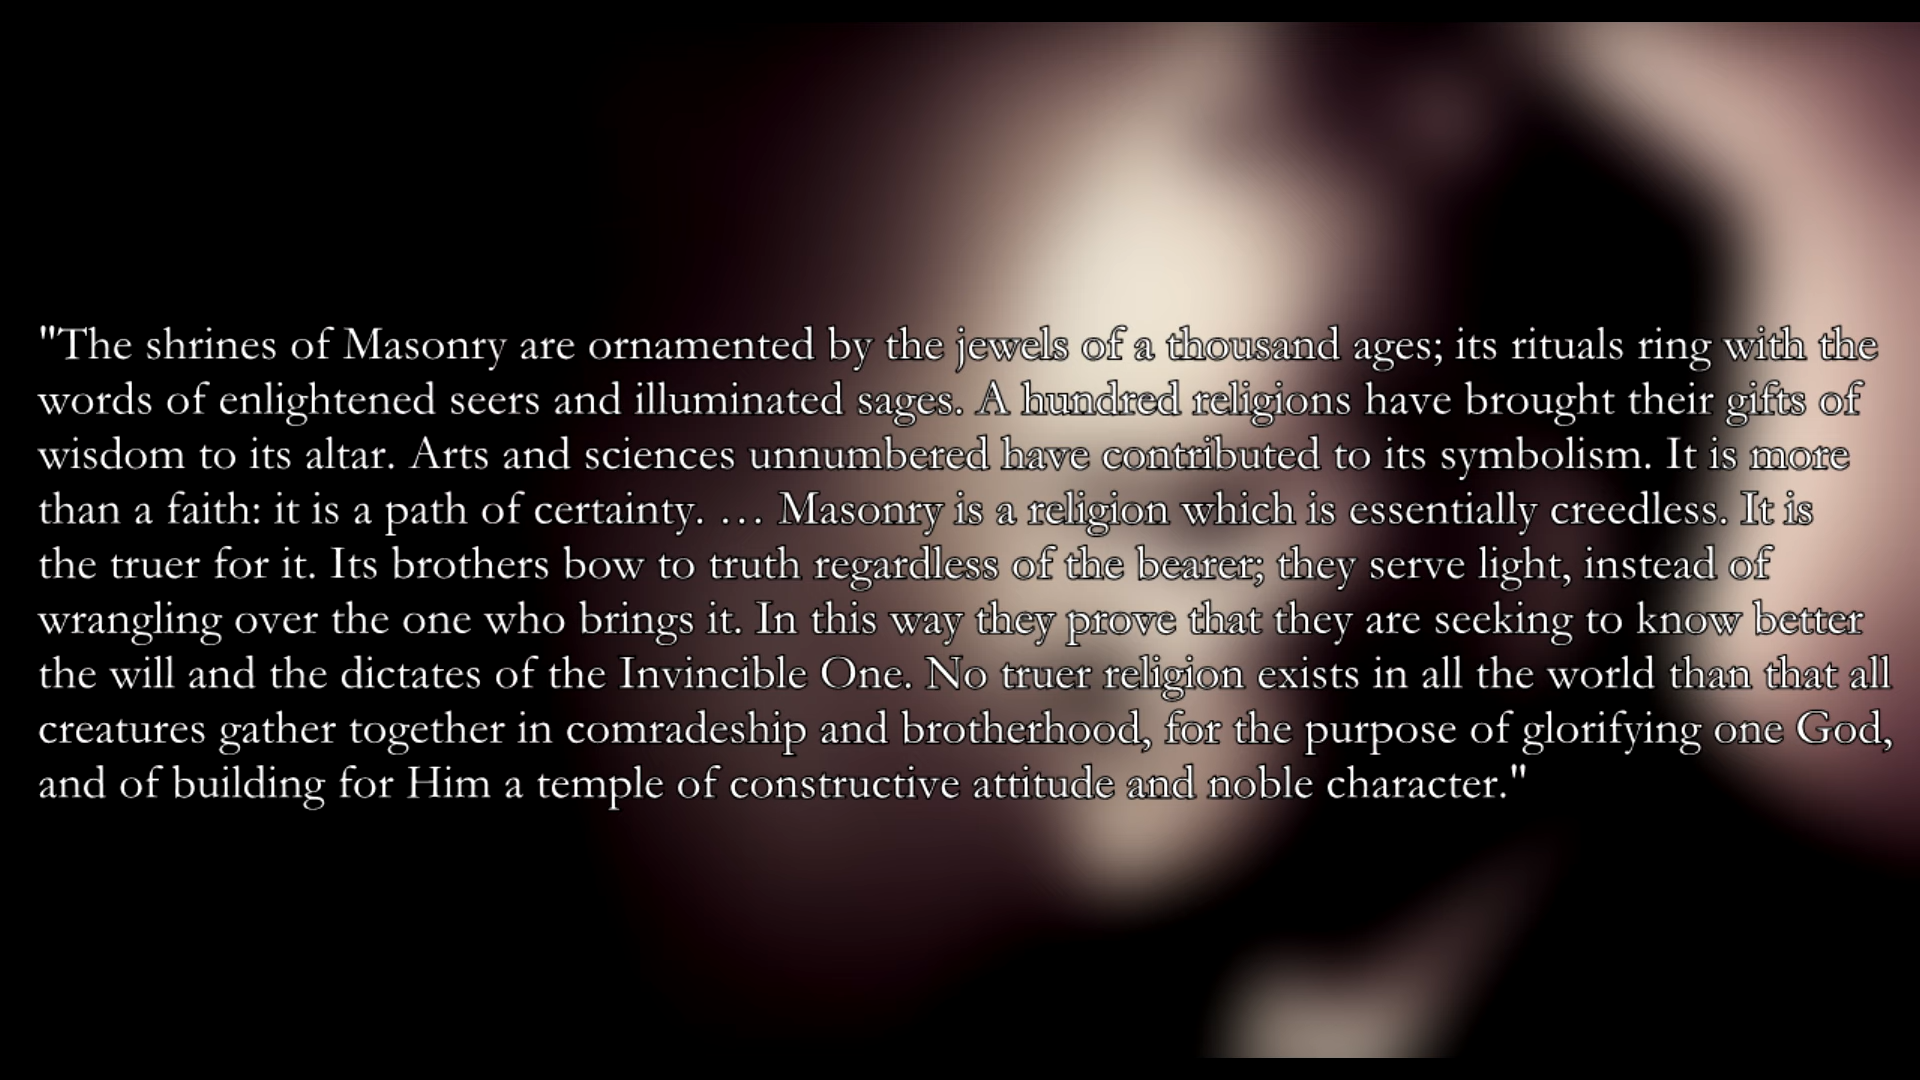 "The shrines of Masonry are ornamented by the jewels of a thousand ages; its rituals ring with the
words of enlightened seers and illuminated sages. A hundred religions have brought their gifts of
wisdom to its altar. Arts and sciences unnumbered have contributed to its symbolism. It is more
than a faith: it is a path of certainty. … Masonry is a religion which is essentially creedless. It is
the truer for it. Its brothers bow to truth regardless of the bearer; they serve light, instead of
wrangling over the one who brings it. In this way they prove that they are seeking to know better
the will and the dictates of the Invincible One. No truer religion exists in all the world than that all
creatures gather together in comradeship and brotherhood, for the purpose of glorifying one God,
and of building for Him a temple of constructive attitude and noble character."